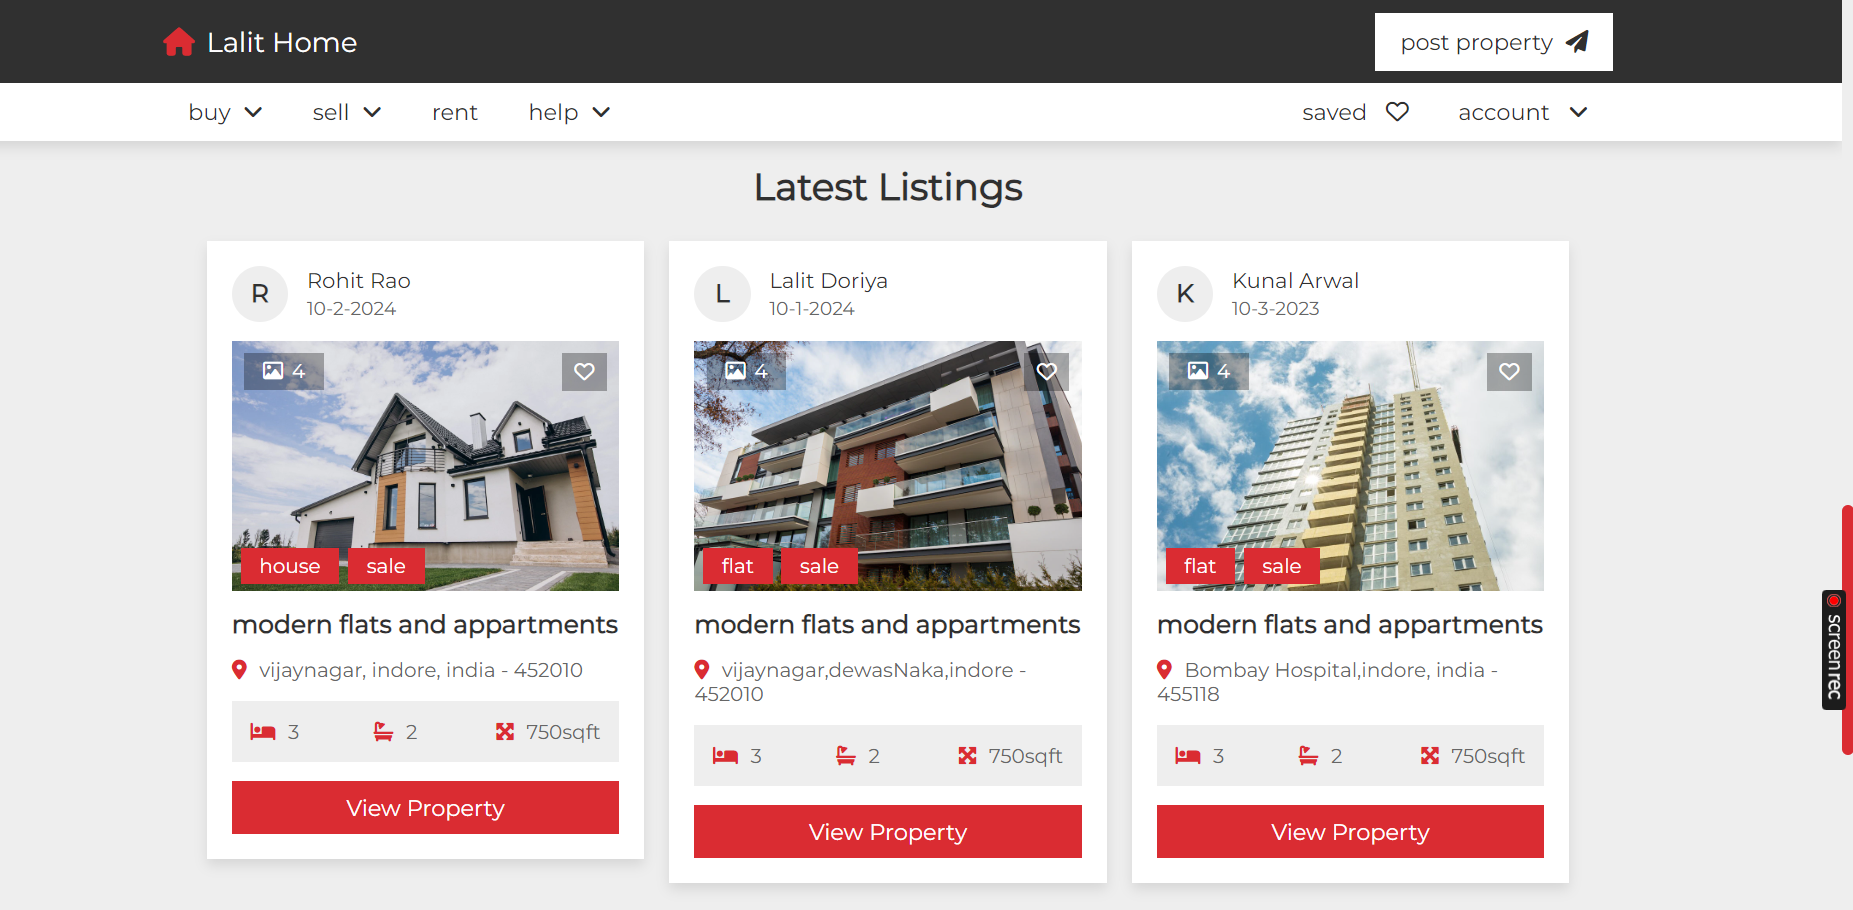 Lalit Home
post property
buy sell rent help saved account
Latest Listings
R Rohit Rao
10-2-2024
4
house sale
modern flats and appartments
vijaynagar, indore, india - 452010
3 2 750sqft
View Property
L Lalit Doriya
10-1-2024
4
flat sale
modern flats and appartments
vijaynagar,dewasNaka,indore -
452010
3 2 750sqft
View Property
K Kunal Arwal
10-3-2023
4
flat sale
modern flats and appartments
Bombay Hospital,indore, india -
455118
3 2 750sqft
View Property
screenrec